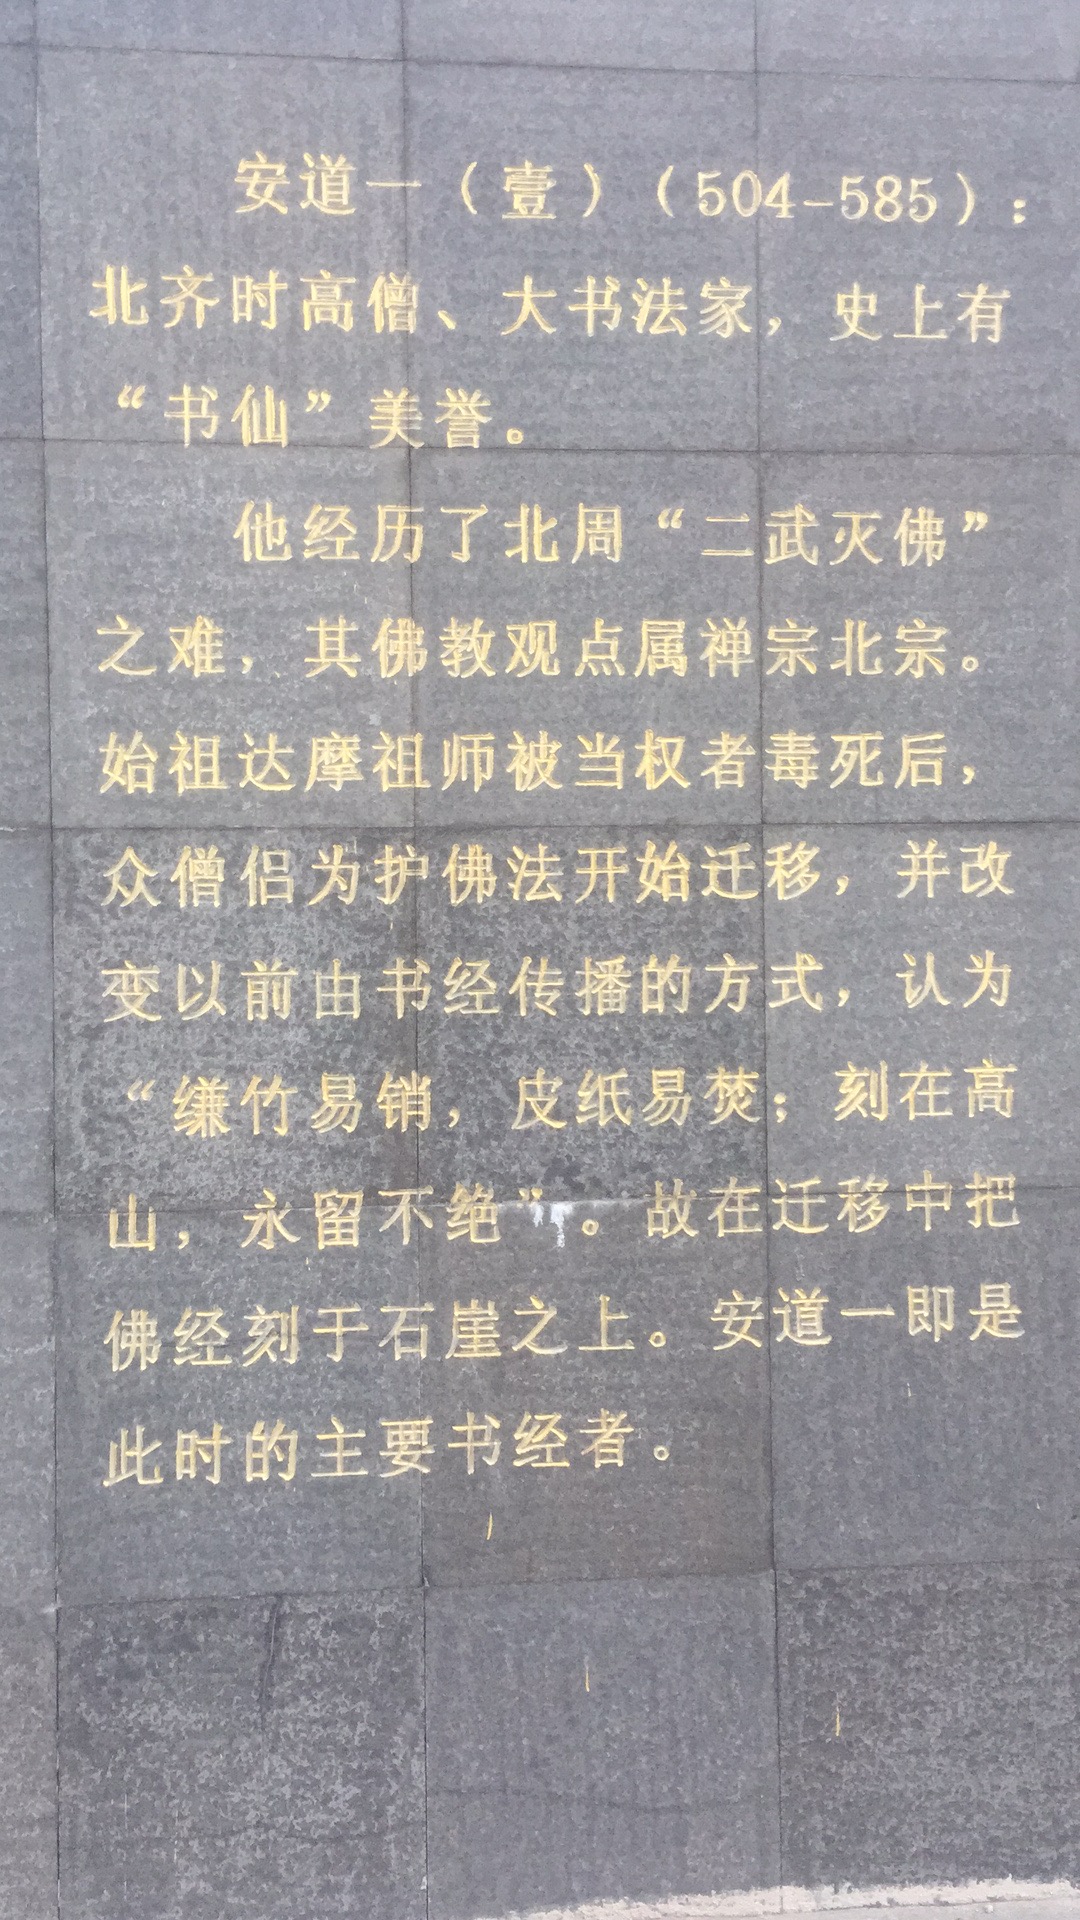 安道一（壹）（504-585）：
北齐时高僧、大书法家，史上有
“书仙”美誉。
他经历了北周“二武灭佛”
之难，其佛教观点属禅宗北宗。
始祖达摩祖师被当权者毒死后，
众僧侣为护佛法开始迁移，并改
变以前由书经传播的方式，认为
“缣竹易销，皮纸易焚；刻在高
山，永留不绝”。故在迁移中把
佛经刻于石崖之上。安道一即是
此时的主要书经者。